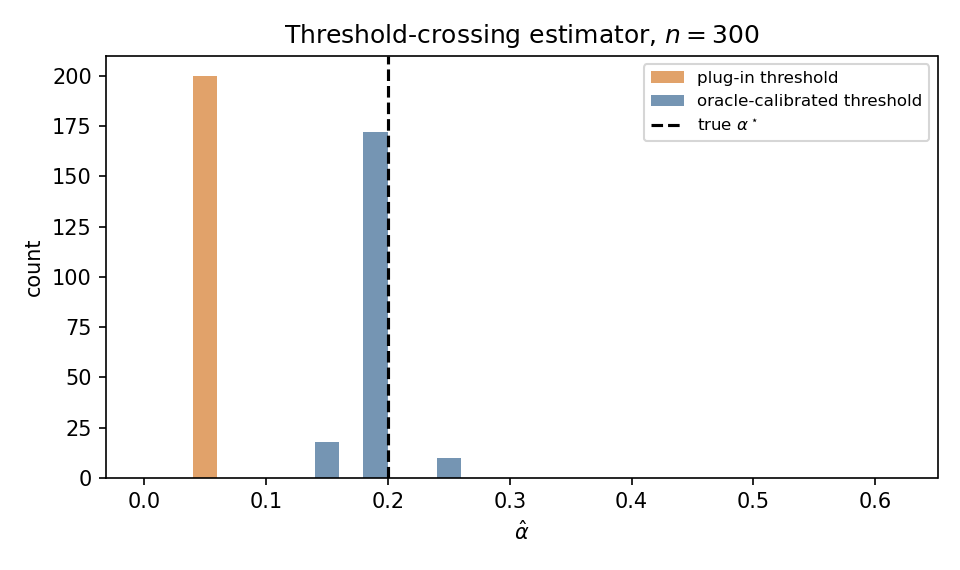 Threshold-crossing estimator, n = 300
plug-in threshold
oracle-calibrated threshold
true α⋆
count
200
175
150
125
100
75
50
25
0
0.0 0.1 0.2 0.3 0.4 0.5 0.6
α̂